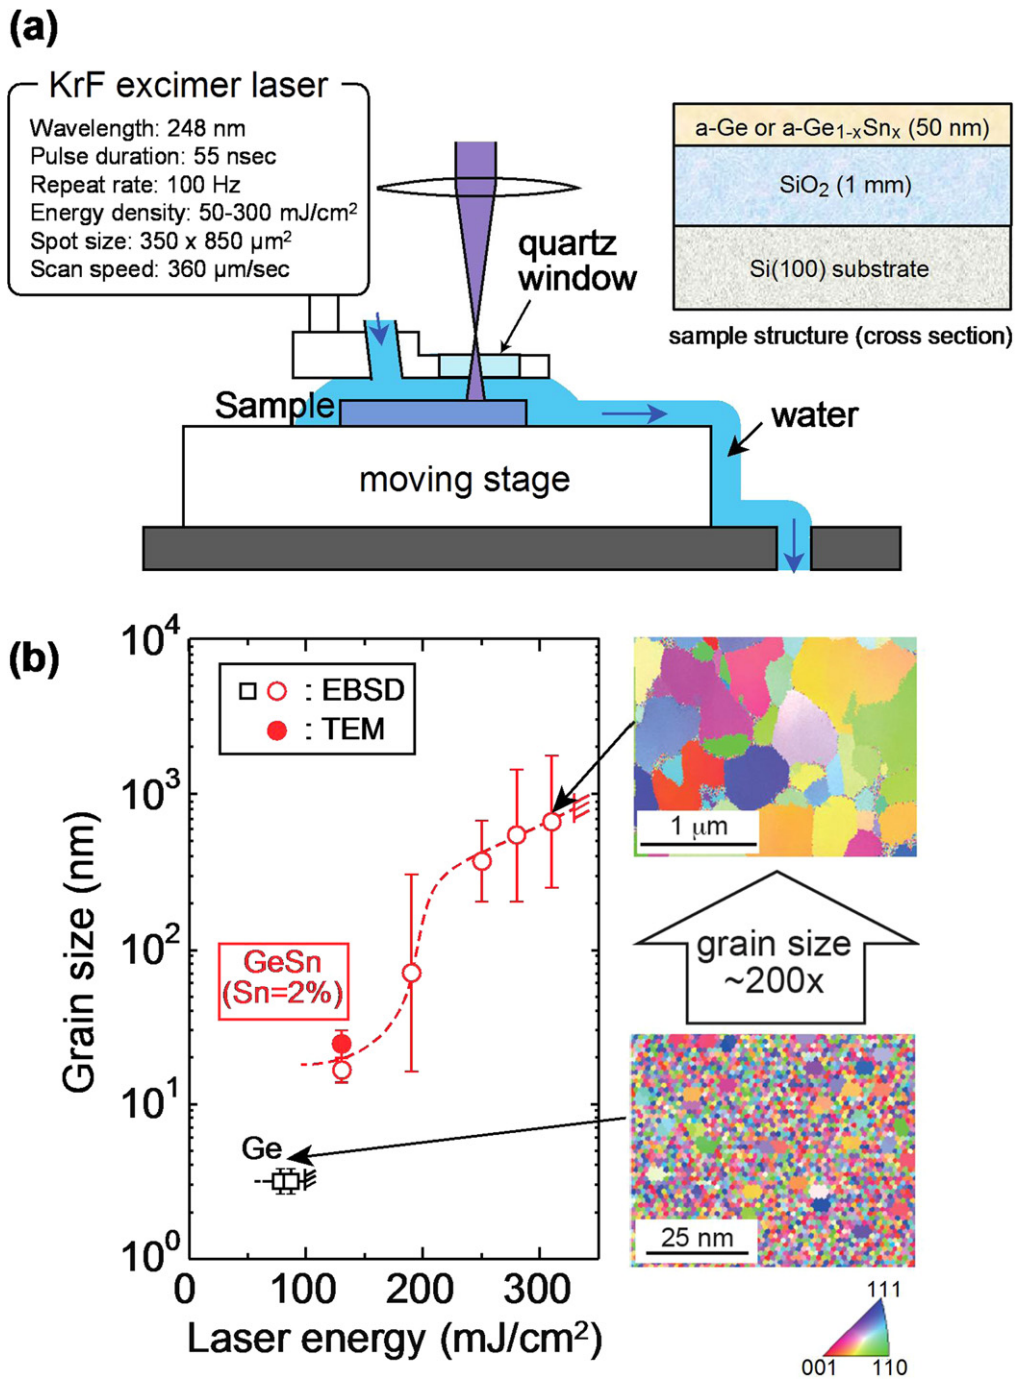 (a)
KrF excimer laser
Wavelength: 248 nm
Pulse duration: 55 nsec
Repeat rate: 100 Hz
Energy density: 50-300 mJ/cm²
Spot size: 350 x 850 µm²
Scan speed: 360 µm/sec
quartz
window
a-Ge or a-Ge₁₋ₓSnₓ (50 nm)
SiO₂ (1 mm)
Si(100) substrate
sample structure (cross section)
Sample
water
moving stage
(b)
10⁴
10³
10²
10¹
10⁰
Grain size (nm)
: EBSD
: TEM
GeSn
(Sn=2%)
Ge
0
100
200
300
Laser energy (mJ/cm²)
1 µm
grain size
~200x
25 nm
111
001
110